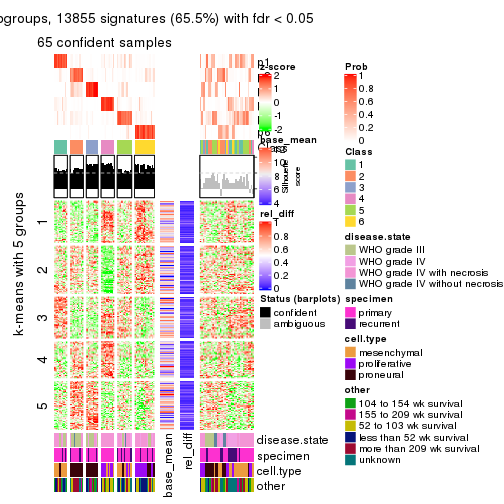 ogroups, 13855 signatures (65.5%) with fdr < 0.05
65 confident samples
p1
z-score
2
1
0
-1
-2
base_mean
10
8
6
4
Silhouette
score
rel_diff
1
0.8
0.6
0.4
0.2
0
Status (barplots)
confident
ambiguous
Prob
1
0.8
0.6
0.4
0.2
0
Class
1
2
3
4
5
6
disease.state
WHO grade III
WHO grade IV
WHO grade IV with necrosis
WHO grade IV without necrosis
specimen
primary
recurrent
cell.type
mesenchymal
proliferative
proneural
other
104 to 154 wk survival
155 to 209 wk survival
52 to 103 wk survival
less than 52 wk survival
more than 209 wk survival
unknown
k-means with 5 groups
1
2
3
4
5
base_mean
rel_diff
disease.state
specimen
cell.type
other